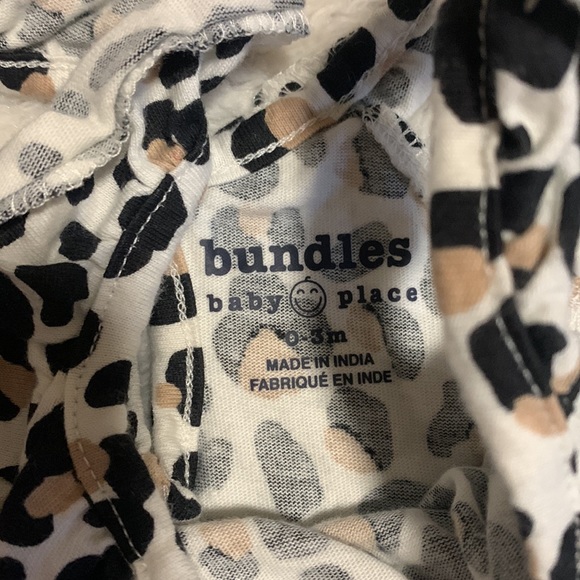 bundles
baby place
0-3m
MADE IN INDIA
FABRIQUÉ EN INDE